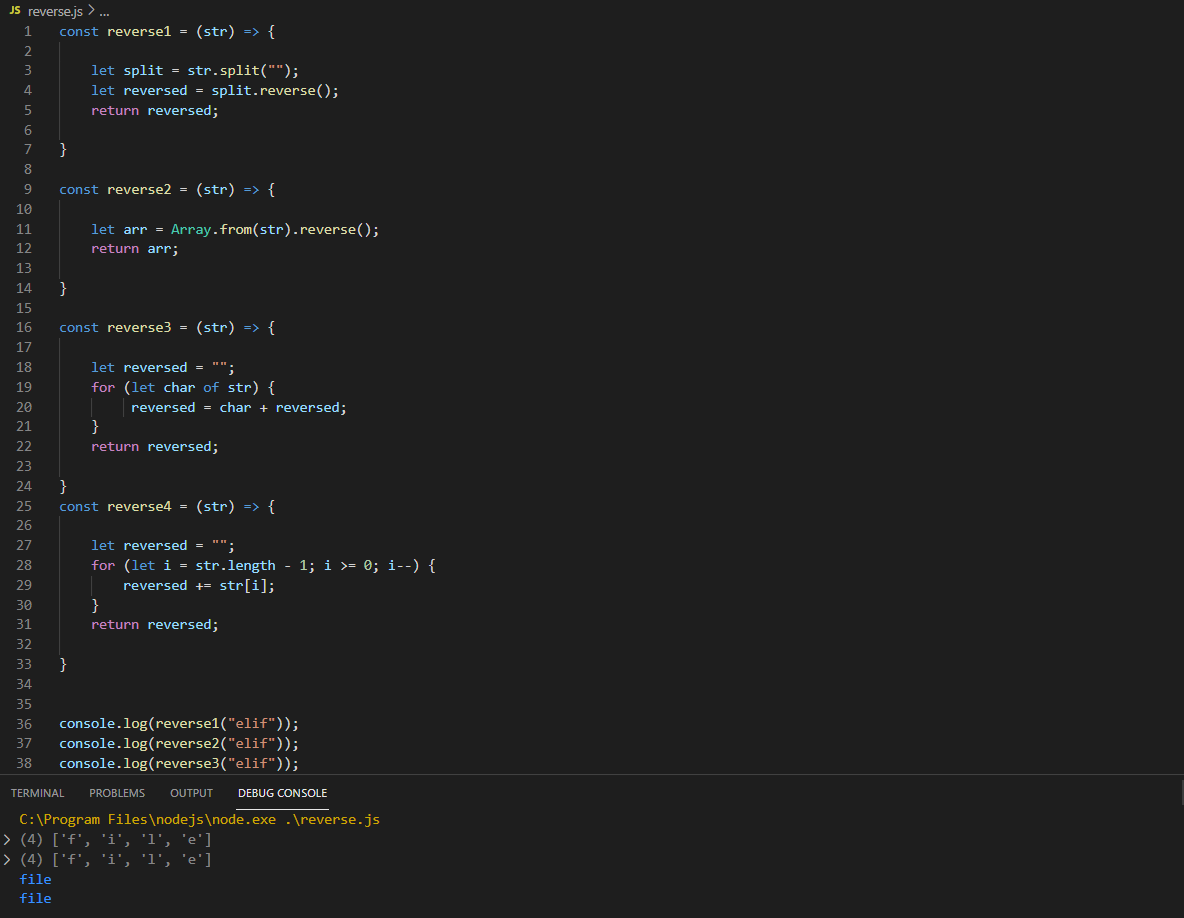 JS reverse.js > ...
1 const reverse1 = (str) => {
2
3     let split = str.split("");
4     let reversed = split.reverse();
5     return reversed;
6
7 }
8
9 const reverse2 = (str) => {
10
11     let arr = Array.from(str).reverse();
12     return arr;
13
14 }
15
16 const reverse3 = (str) => {
17
18     let reversed = "";
19     for (let char of str) {
20          reversed = char + reversed;
21     }
22     return reversed;
23
24 }
25 const reverse4 = (str) => {
26
27     let reversed = "";
28     for (let i = str.length - 1; i >= 0; i--) {
29         reversed += str[i];
30     }
31     return reversed;
32
33 }
34
35
36 console.log(reverse1("elif"));
37 console.log(reverse2("elif"));
38 console.log(reverse3("elif"));
TERMINAL PROBLEMS OUTPUT DEBUG CONSOLE
C:\Program Files\nodejs\node.exe .\reverse.js
> (4) ['f', 'i', 'l', 'e']
> (4) ['f', 'i', 'l', 'e']
file
file